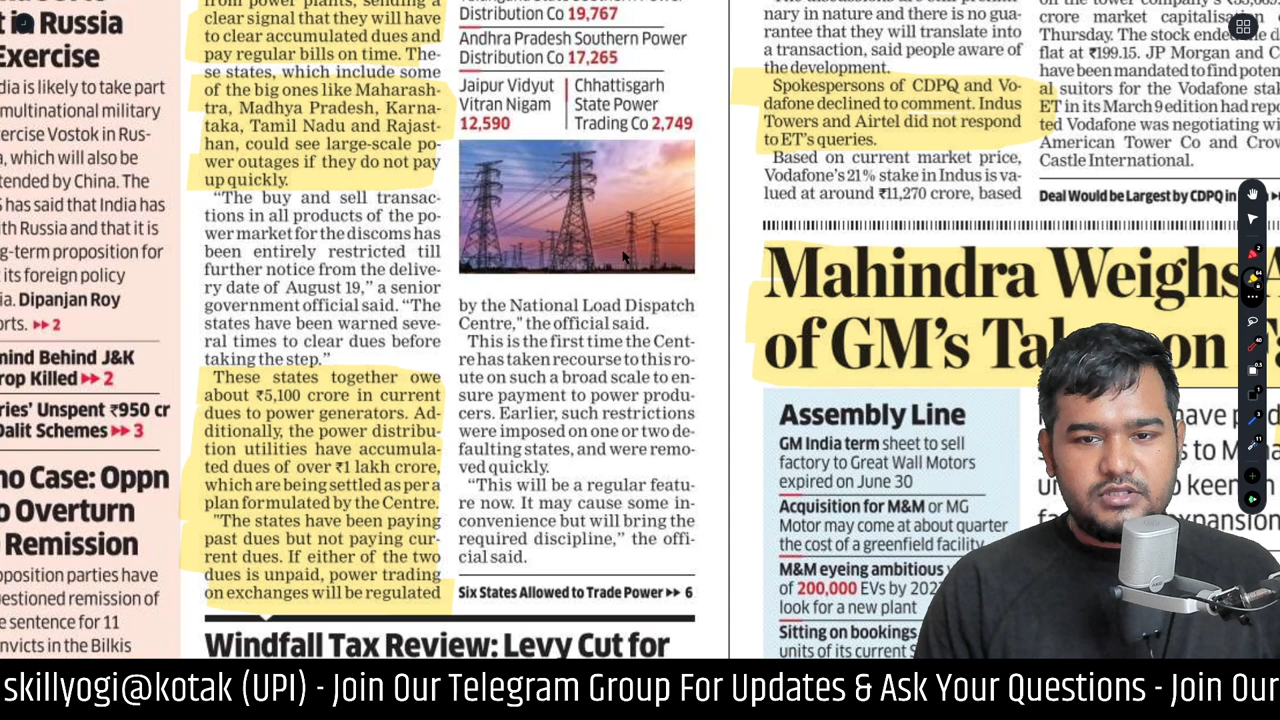 t in Russia
Exercise
dia is likely to take part
multinational military
ercise Vostok in Rus-
a, which will also be
tended by China. The
S has said that India has
ith Russia and that it is
g-term proposition for
its foreign policy
ia. Dipanjan Roy
orts. ▸▸ 2
mind Behind J&K
rop Killed ▸▸ 2
ries' Unspent ₹950 cr
Dalit Schemes ▸▸ 3
no Case: Oppn
o Overturn
Remission
pposition parties have
uestioned remission of
e sentence for 11
nvicts in the Bilkis
from power plants, sending a
clear signal that they will have
to clear accumulated dues and
pay regular bills on time. The-
se states, which include some
of the big ones like Maharash-
tra, Madhya Pradesh, Karna-
taka, Tamil Nadu and Rajast-
han, could see large-scale po-
wer outages if they do not pay
up quickly.
"The buy and sell transac-
tions in all products of the po-
wer market for the discoms has
been entirely restricted till
further notice from the delive-
ry date of August 19," a senior
government official said. "The
states have been warned seve-
ral times to clear dues before
taking the step."
These states together owe
about ₹5,100 crore in current
dues to power generators. Ad-
ditionally, the power distribu-
tion utilities have accumula-
ted dues of over ₹1 lakh crore,
which are being settled as per a
plan formulated by the Centre.
"The states have been paying
past dues but not paying cur-
rent dues. If either of the two
dues is unpaid, power trading
on exchanges will be regulated
Distribution Co 19,767
Andhra Pradesh Southern Power
Distribution Co 17,265
Jaipur Vidyut
Vitran Nigam
12,590
Chhattisgarh
State Power
Trading Co 2,749
by the National Load Dispatch
Centre," the official said.
This is the first time the Cent-
re has taken recourse to this ro-
ute on such a broad scale to en-
sure payment to power produ-
cers. Earlier, such restrictions
were imposed on one or two de-
faulting states, and were remo-
ved quickly.
"This will be a regular featu-
re now. It may cause some in-
convenience but will bring the
required discipline," the offi-
cial said.
Six States Allowed to Trade Power ▸▸ 6
Windfall Tax Review: Levy Cut for
nary in nature and there is no gua-
rantee that they will translate into
a transaction, said people aware of
the development.
Spokespersons of CDPQ and Vo-
dafone declined to comment. Indus
Towers and Airtel did not respond
to ET's queries.
Based on current market price,
Vodafone's 21% stake in Indus is va-
lued at around ₹11,270 crore, based
crore market capitalisation
Thursday. The stock ended
flat at ₹199.15. JP Morgan and
have been mandated to find poten
al suitors for the Vodafone stak
ET in its March 9 edition had repo
ted Vodafone was negotiating wi
American Tower Co and Crow
Castle International.
Deal Would be Largest by CDPQ in
Mahindra Weighs
of GM's Tal on
Assembly Line
GM India term sheet to sell
factory to Great Wall Motors
expired on June 30
Acquisition for M&M or MG
Motor may come at about quarter
the cost of a greenfield facility
M&M eyeing ambitious
of 200,000 EVs by 202
look for a new plant
Sitting on bookings
units of its current
have
to M
keen
xpansion
skillyogi@kotak (UPI) - Join Our Telegram Group For Updates & Ask Your Questions - Join Our